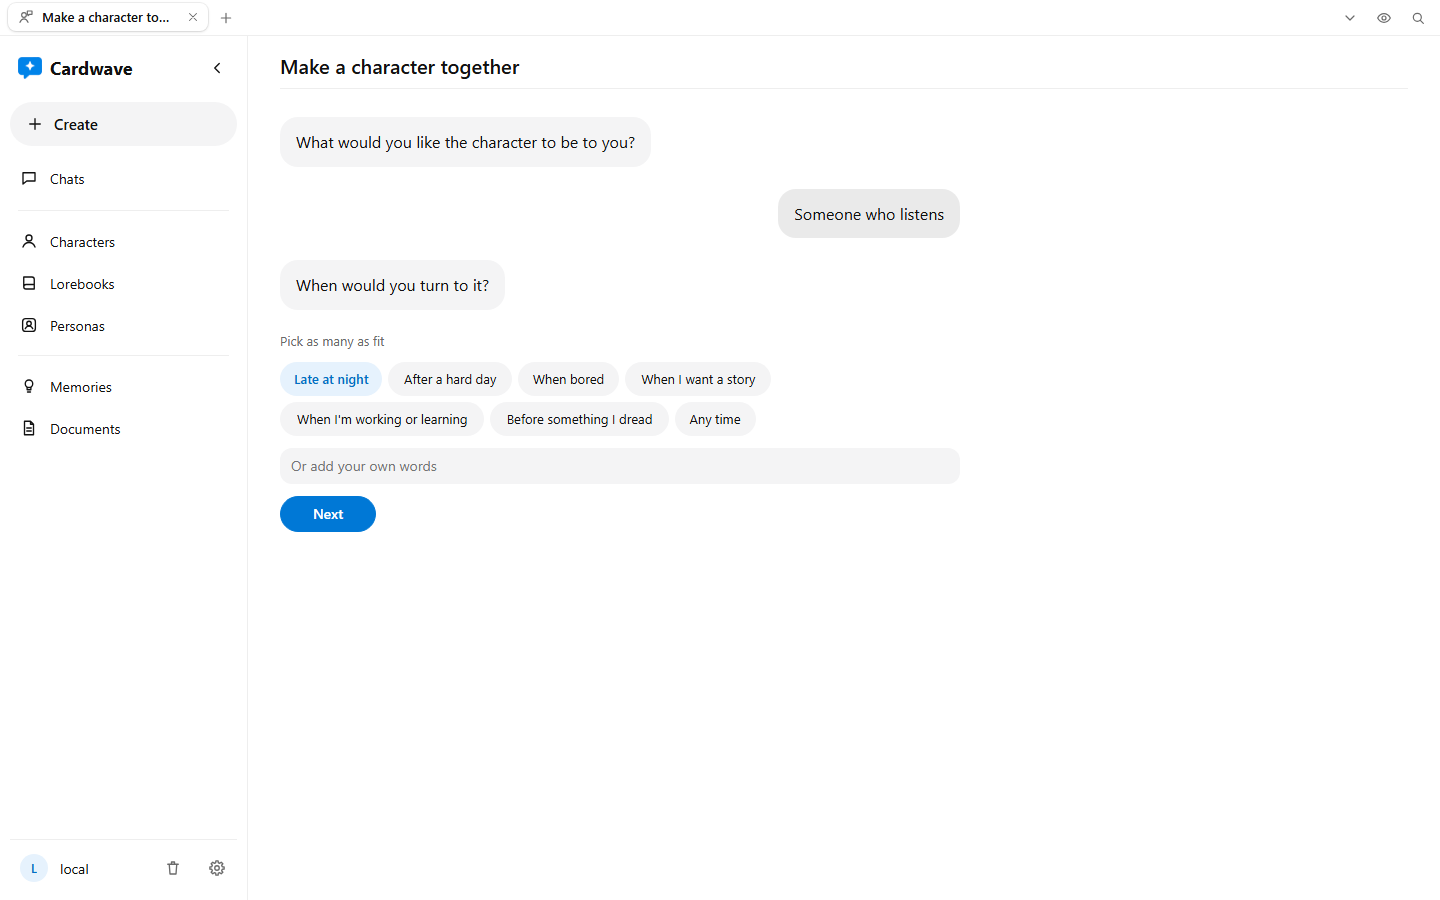 Make a character to...
Cardwave
Create
Chats
Characters
Lorebooks
Personas
Memories
Documents
L
local
Make a character together
What would you like the character to be to you?
Someone who listens
When would you turn to it?
Pick as many as fit
Late at night
After a hard day
When bored
When I want a story
When I'm working or learning
Before something I dread
Any time
Or add your own words
Next